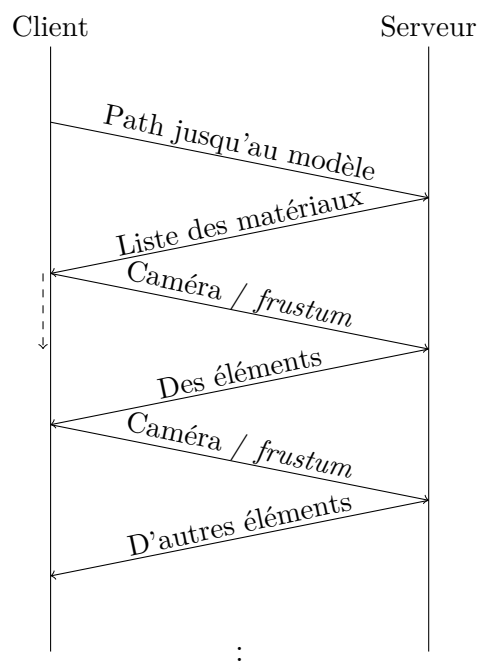 Client
Serveur
Path jusqu'au modèle
Liste des matériaux
Caméra / frustum
Des éléments
Caméra / frustum
D'autres éléments
: